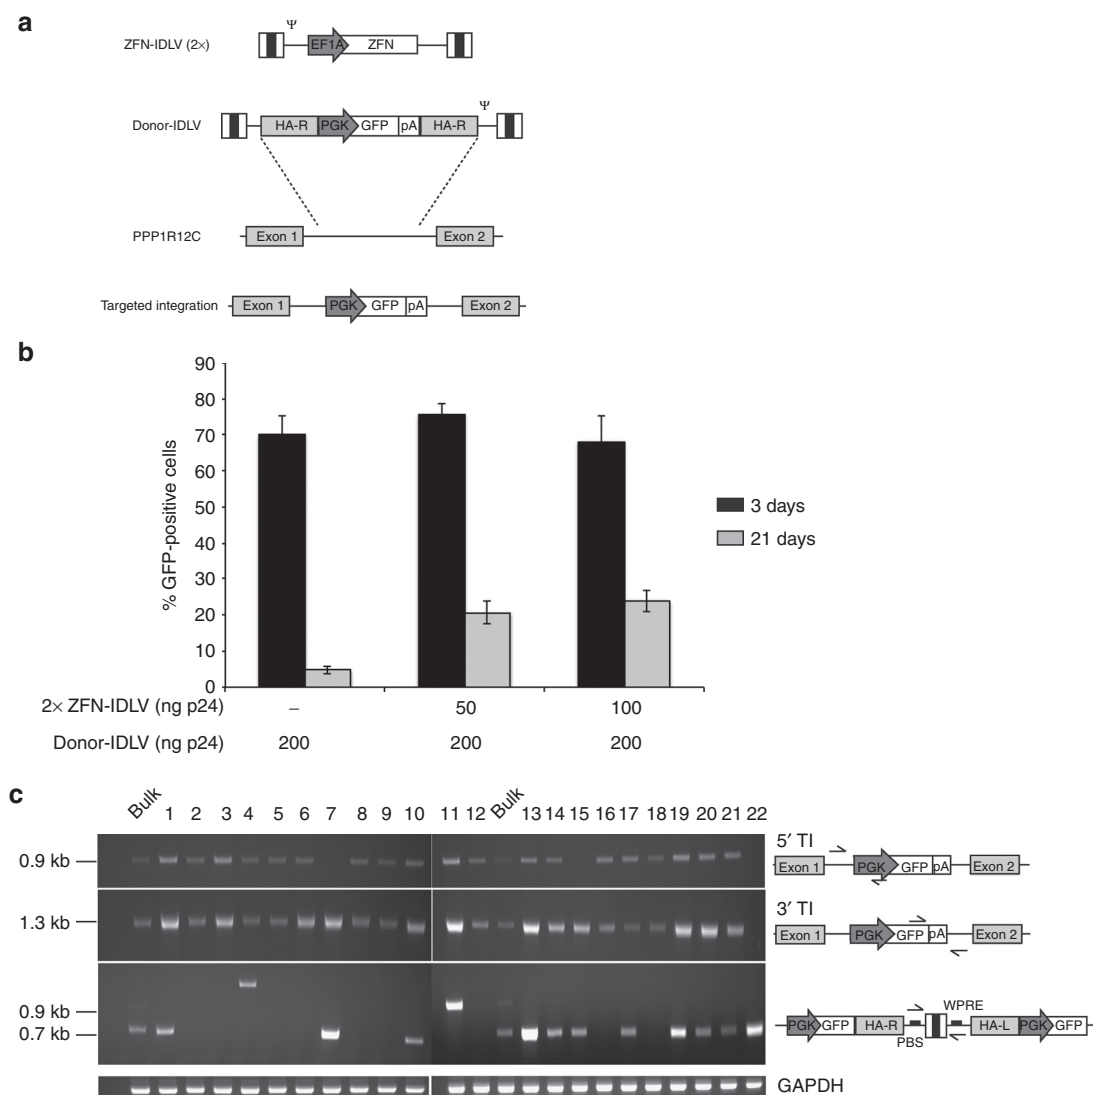 a
Ψ
ZFN-IDLV (2×)
EF1A
ZFN
Ψ
Donor-IDLV
HA-R
PGK
GFP
pA
HA-R
PPP1R12C
Exon 1
Exon 2
Targeted integration
Exon 1
PGK
GFP
pA
Exon 2
b
% GFP-positive cells
90
80
70
60
50
40
30
20
10
0
3 days
21 days
2× ZFN-IDLV (ng p24) – 50 100
Donor-IDLV (ng p24) 200 200 200
c
Bulk 1 2 3 4 5 6 7 8 9 10 11 12 Bulk 13 14 15 16 17 18 19 20 21 22
0.9 kb
5′ TI
Exon 1 PGK GFP pA Exon 2
1.3 kb
3′ TI
Exon 1 PGK GFP pA Exon 2
0.9 kb
0.7 kb
WPRE
PGK GFP HA-R HA-L PGK GFP
PBS
GAPDH